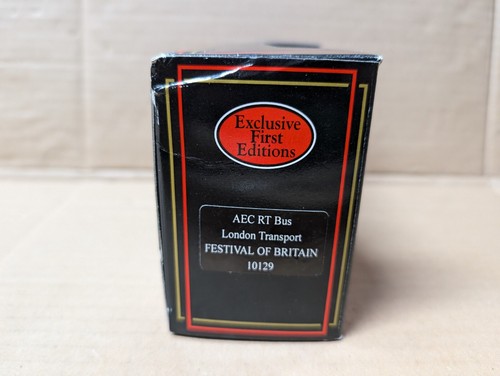 Exclusive
First
Editions
AEC RT Bus
London Transport
FESTIVAL OF BRITAIN
10129